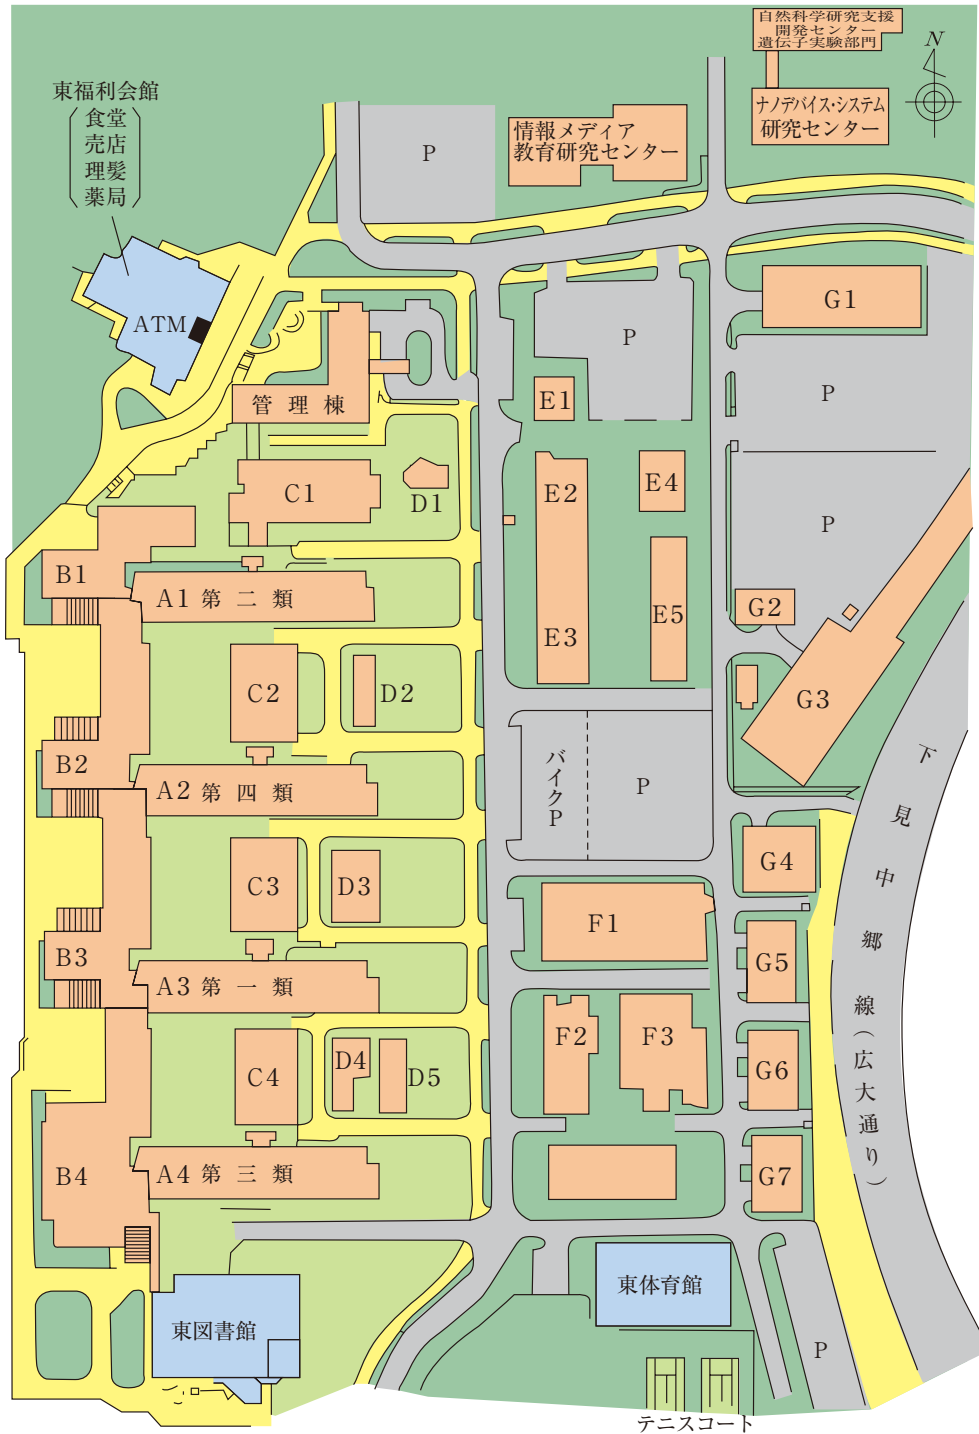 自然科学研究支援
開発センター
遺伝子実験部門
N
ナノデバイス・システム
研究センター
東福利会館
食堂
売店
理髪
薬局
P
情報メディア
教育研究センター
ATM
G1
P
P
管理棟
E1
C1
D1
E2
E4
P
B1
A1 第二類
E3
E5
G2
C2
D2
G3
B2
A2 第四類
バイクP
P
下見中郷線(広大通り)
C3
D3
G4
F1
B3
A3 第一類
G5
F2
F3
C4
D4
D5
G6
B4
A4 第三類
G7
東体育館
東図書館
P
テニスコート